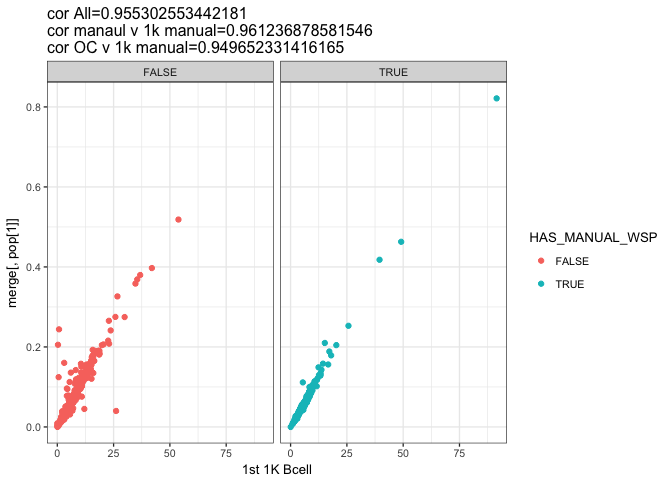 cor All=0.955302553442181
cor manaul v 1k manual=0.961236878581546
cor OC v 1k manual=0.949652331416165
FALSE
TRUE
0.8
0.6
0.4
0.2
0.0
merge[, pop[1]]
0
25
50
75
0
25
50
75
1st 1K Bcell
HAS_MANUAL_WSP
FALSE
TRUE